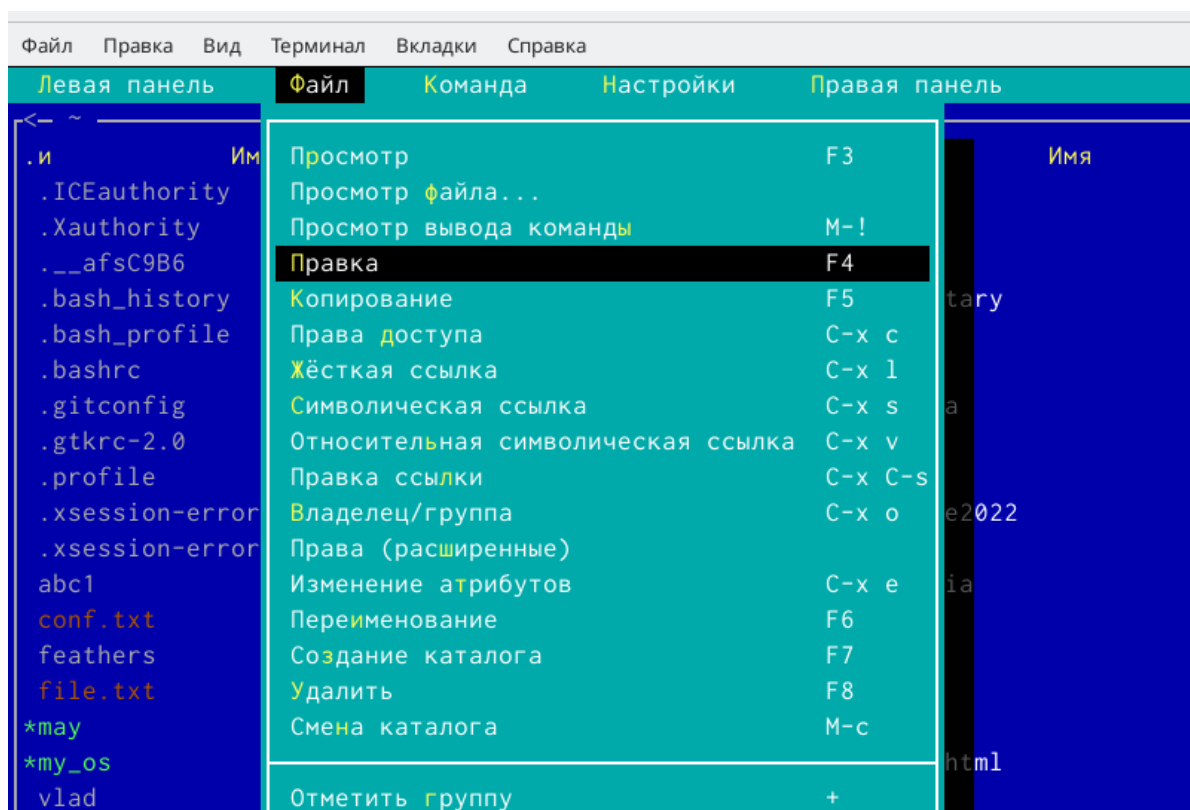 Файл Правка Вид Терминал Вкладки Справка
Левая панель Файл Команда Настройки Правая панель
<— ~
.и Им Просмотр F3 Имя
.ICEauthority Просмотр файла...
.Xauthority Просмотр вывода команды M-!
.__afsC9B6 Правка F4
.bash_history Копирование F5 tary
.bash_profile Права доступа C-x c
.bashrc Жёсткая ссылка C-x l
.gitconfig Символическая ссылка C-x s a
.gtkrc-2.0 Относительная символическая ссылка C-x v
.profile Правка ссылки C-x C-s
.xsession-error Владелец/группа C-x o e2022
.xsession-error Права (расширенные)
abc1 Изменение атрибутов C-x e ia
conf.txt Переименование F6
feathers Создание каталога F7
file.txt Удалить F8
*may Смена каталога M-c
*my_os html
vlad Отметить группу +